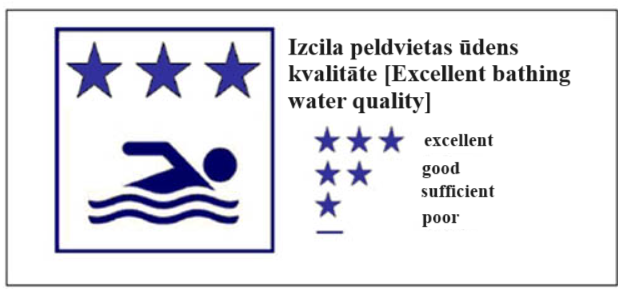 Izcila peldvietas ūdens
kvalitāte [Excellent bathing
water quality]
excellent
good
sufficient
poor